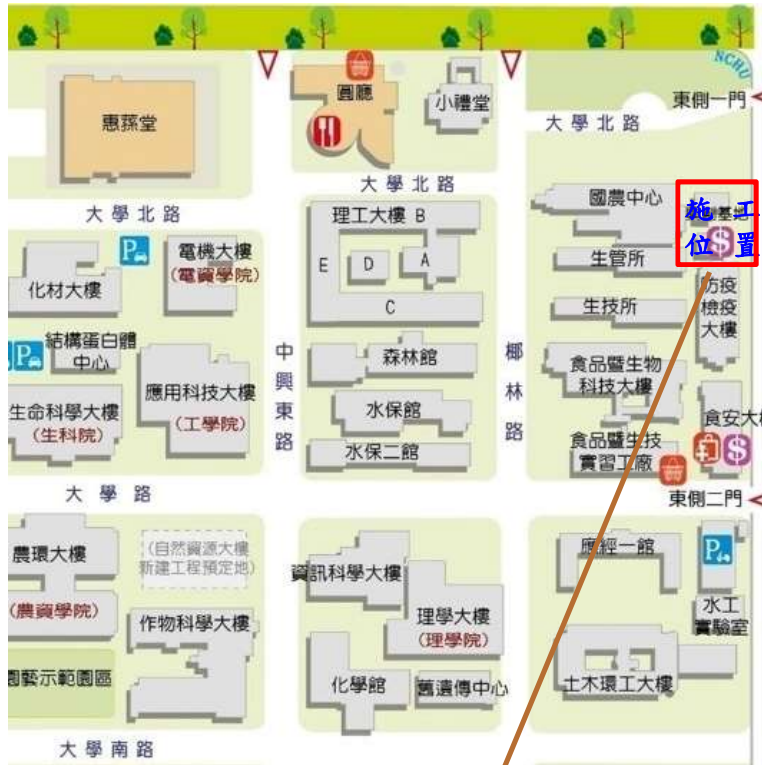 NCHU
東側一門
圓廳
小禮堂
惠蓀堂
大學北路
大學北路
大學北路
國農中心
施工
位置
基地
理工大樓 B
E
D
A
C
電機大樓
(電資學院)
化材大樓
生管所
生技所
防疫
檢疫
大樓
結構蛋白體
中心
中興東路
森林館
椰林路
食品暨生物
科技大樓
應用科技大樓
(工學院)
生命科學大樓
(生科院)
水保館
水保二館
食安大樓
食品暨生技
實習工廠
大學路
東側二門
農環大樓
(農資學院)
(自然資源大樓
新建工程預定地)
資訊科學大樓
應經一館
作物科學大樓
理學大樓
(理學院)
水工
實驗室
園藝示範園區
化學館
舊遺傳中心
土木環工大樓
大學南路